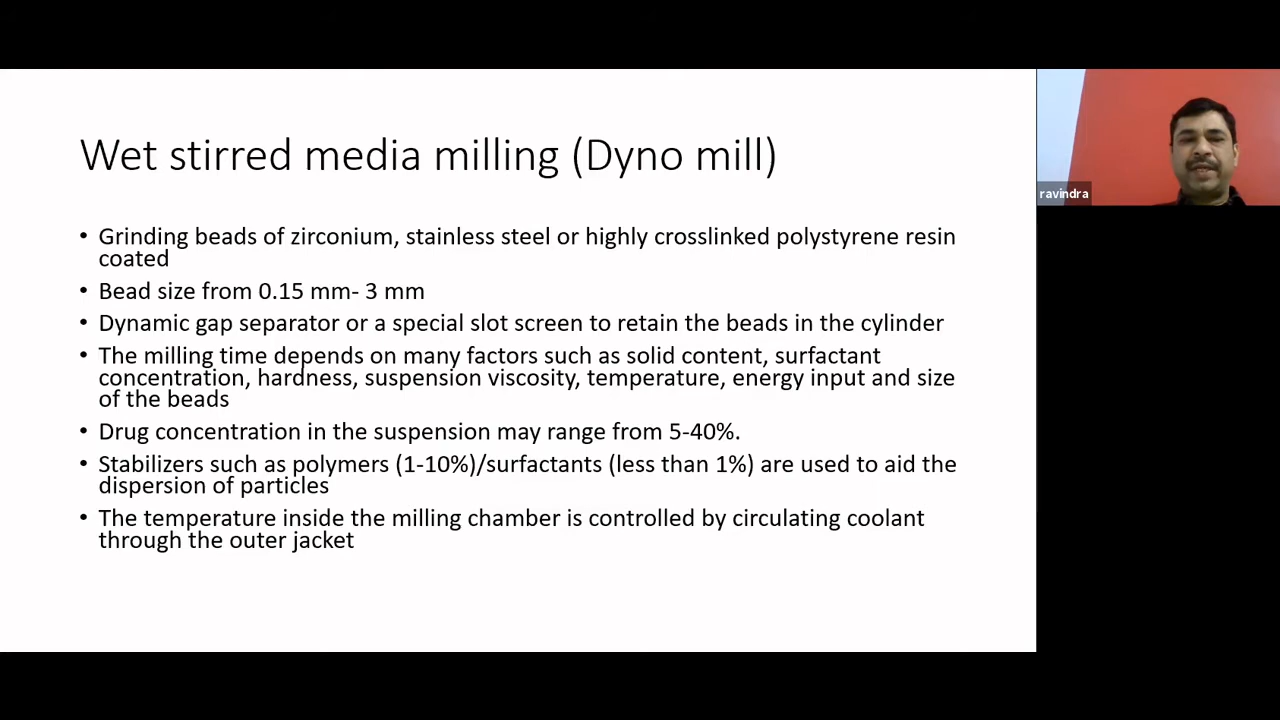 Wet stirred media milling (Dyno mill)
• Grinding beads of zirconium, stainless steel or highly crosslinked polystyrene resin
coated
• Bead size from 0.15 mm- 3 mm
• Dynamic gap separator or a special slot screen to retain the beads in the cylinder
• The milling time depends on many factors such as solid content, surfactant
concentration, hardness, suspension viscosity, temperature, energy input and size
of the beads
• Drug concentration in the suspension may range from 5-40%.
• Stabilizers such as polymers (1-10%)/surfactants (less than 1%) are used to aid the
dispersion of particles
• The temperature inside the milling chamber is controlled by circulating coolant
through the outer jacket
ravindra